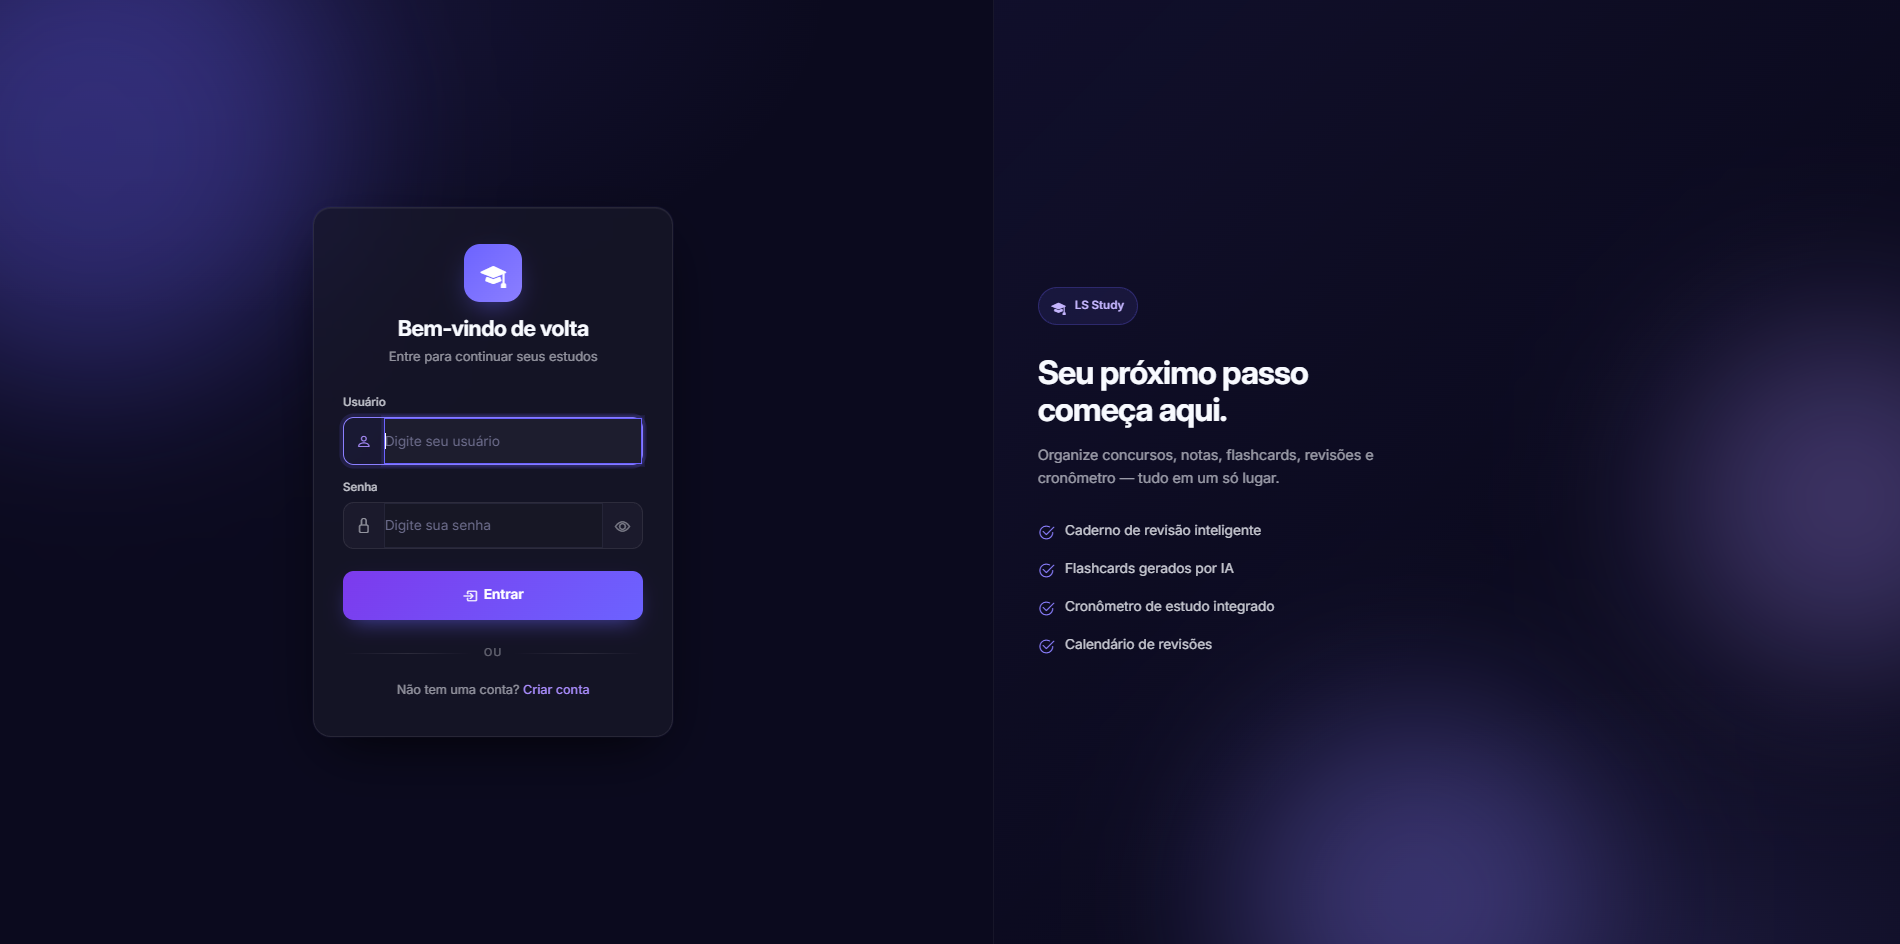 Bem-vindo de volta
Entre para continuar seus estudos
Usuário
Digite seu usuário
Senha
Digite sua senha
Entrar
OU
Não tem uma conta? Criar conta
LS Study
Seu próximo passo
começa aqui.
Organize concursos, notas, flashcards, revisões e
cronômetro — tudo em um só lugar.
Caderno de revisão inteligente
Flashcards gerados por IA
Cronômetro de estudo integrado
Calendário de revisões